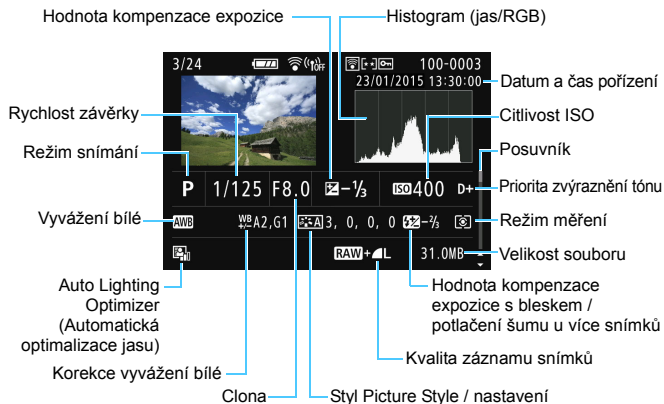 Hodnota kompenzace expozice
Histogram (jas/RGB)
3/24
OFF
100-0003
23/01/2015 13:30:00
Datum a čas pořízení
Rychlost závěrky
Citlivost ISO
Režim snímání
Posuvník
P 1/125 F8.0 -1/3 ISO 400 D+
Priorita zvýraznění tónu
Vyvážení bílé
AWB WB +/- A2,G1 A 3, 0, 0, 0 -2/3
Režim měření
RAW+L 31.0MB
Velikost souboru
Auto Lighting
Optimizer
(Automatická
optimalizace jasu)
Hodnota kompenzace
expozice s bleskem /
potlačení šumu u více snímků
Korekce vyvážení bílé
Kvalita záznamu snímků
Clona
Styl Picture Style / nastavení